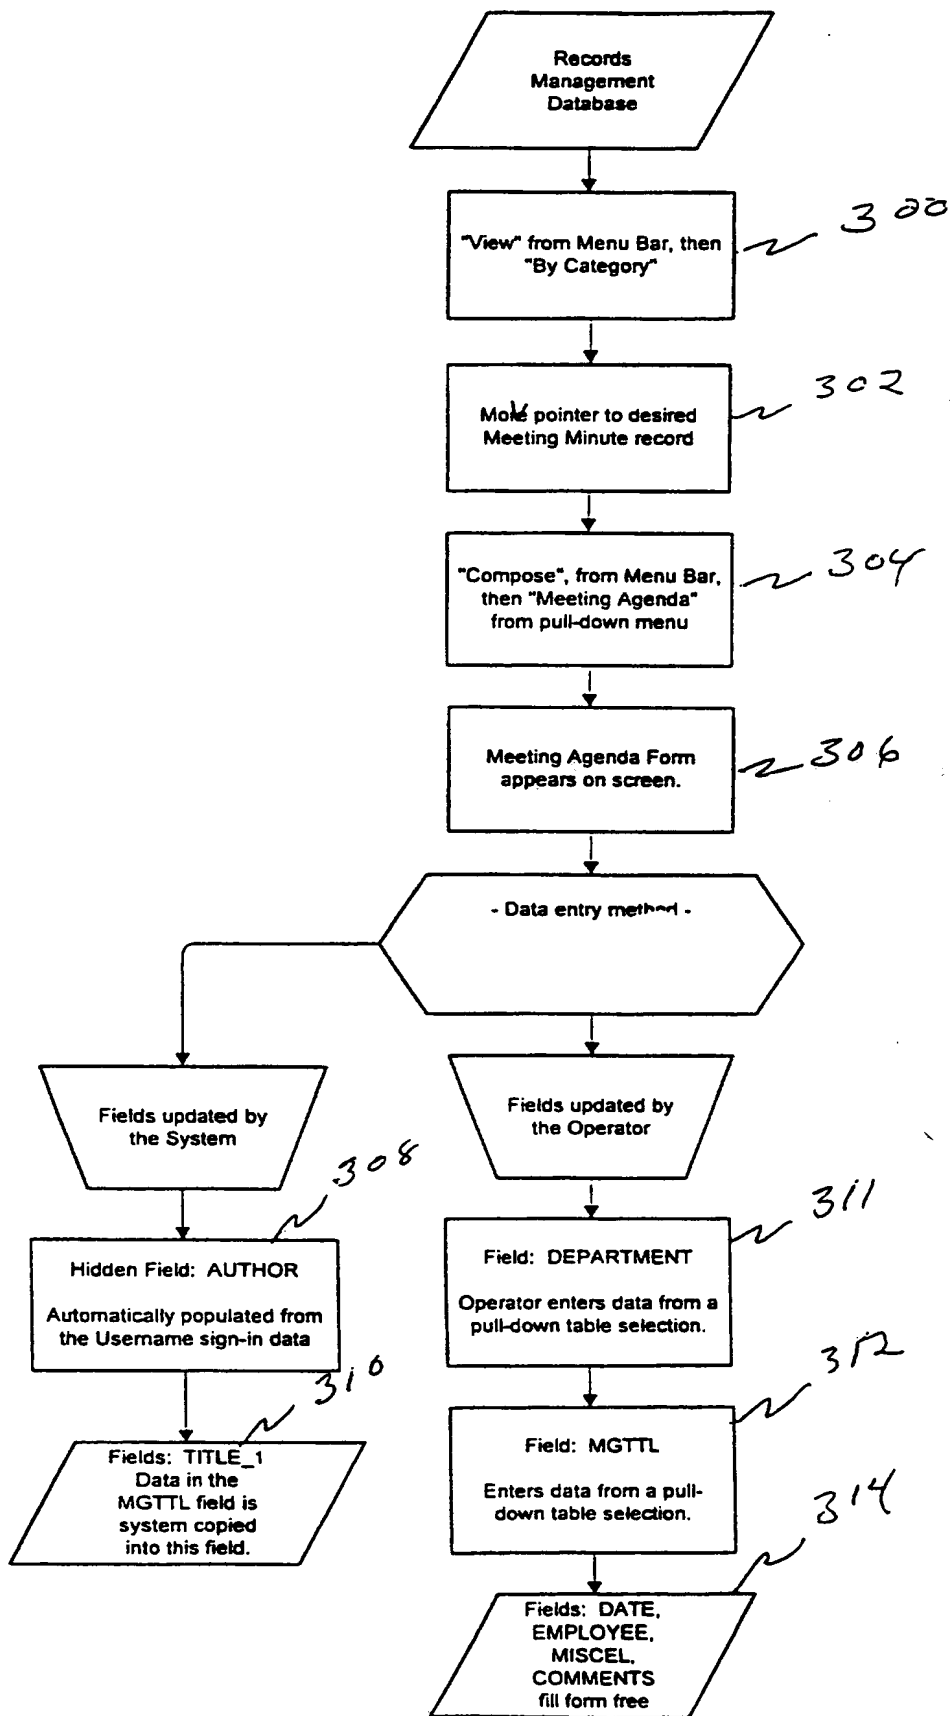 Records
Management
Database
"View" from Menu Bar, then
"By Category"
300
Move pointer to desired
Meeting Minute record
302
"Compose", from Menu Bar,
then "Meeting Agenda"
from pull-down menu
304
Meeting Agenda Form
appears on screen.
306
- Data entry method -
Fields updated by
the System
Fields updated by
the Operator
308
Hidden Field: AUTHOR
Automatically populated from
the Username sign-in data
311
Field: DEPARTMENT
Operator enters data from a
pull-down table selection.
310
Fields: TITLE_1
Data in the
MGTTL field is
system copied
into this field.
312
Field: MGTTL
Enters data from a pull-
down table selection.
314
Fields: DATE,
EMPLOYEE,
MISCEL,
COMMENTS
fill form free